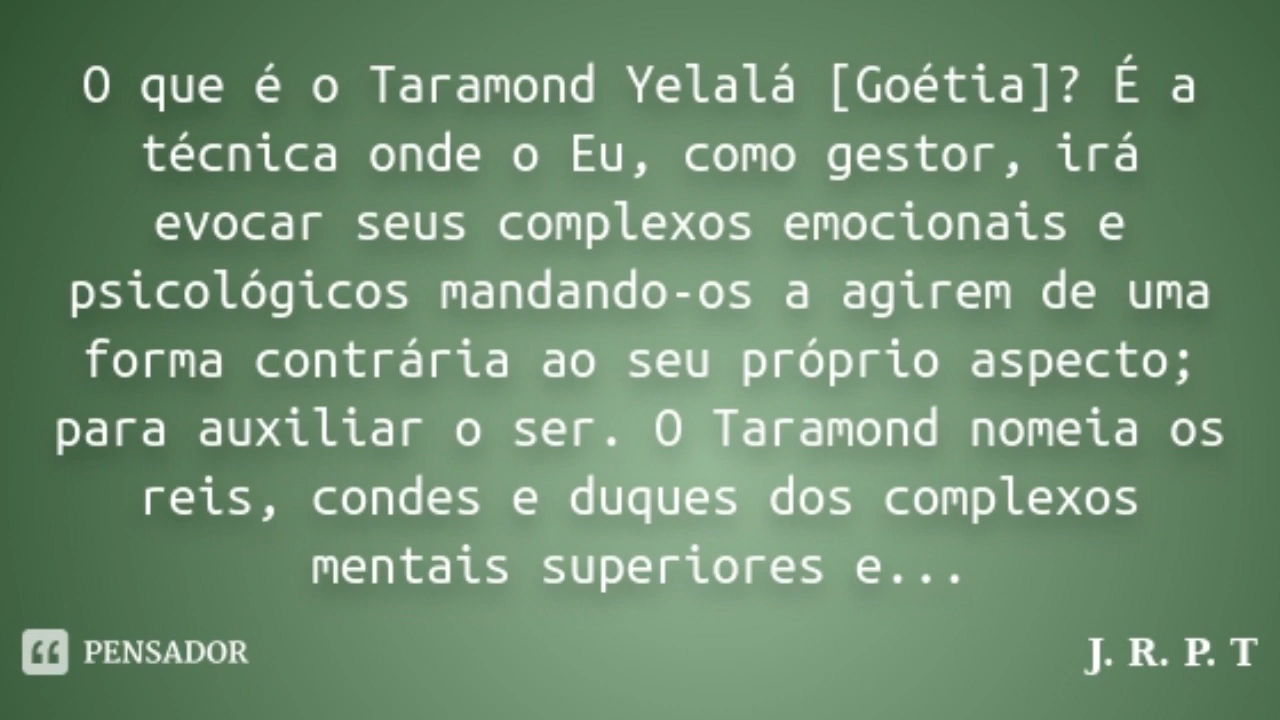 O que é o Taramond Yelalá [Goétia]? É a
técnica onde o Eu, como gestor, irá
evocar seus complexos emocionais e
psicológicos mandando-os a agirem de uma
forma contrária ao seu próprio aspecto;
para auxiliar o ser. O Taramond nomeia os
reis, condes e duques dos complexos
mentais superiores e...
PENSADOR
J. R. P. T